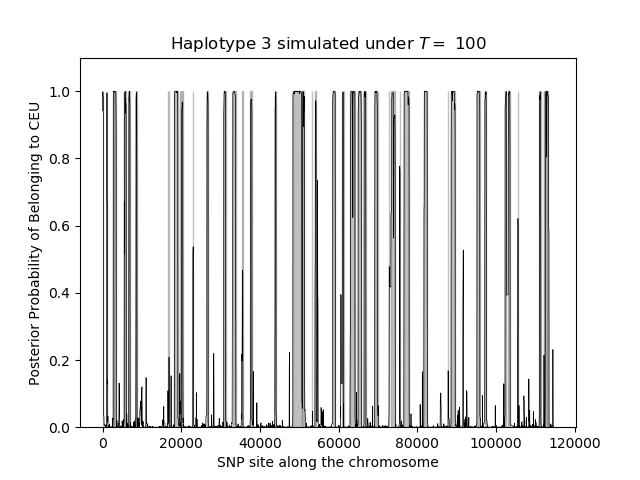 Haplotype 3 simulated under T = 100
Posterior Probability of Belonging to CEU
1.0
0.8
0.6
0.4
0.2
0.0
0 20000 40000 60000 80000 100000 120000
SNP site along the chromosome